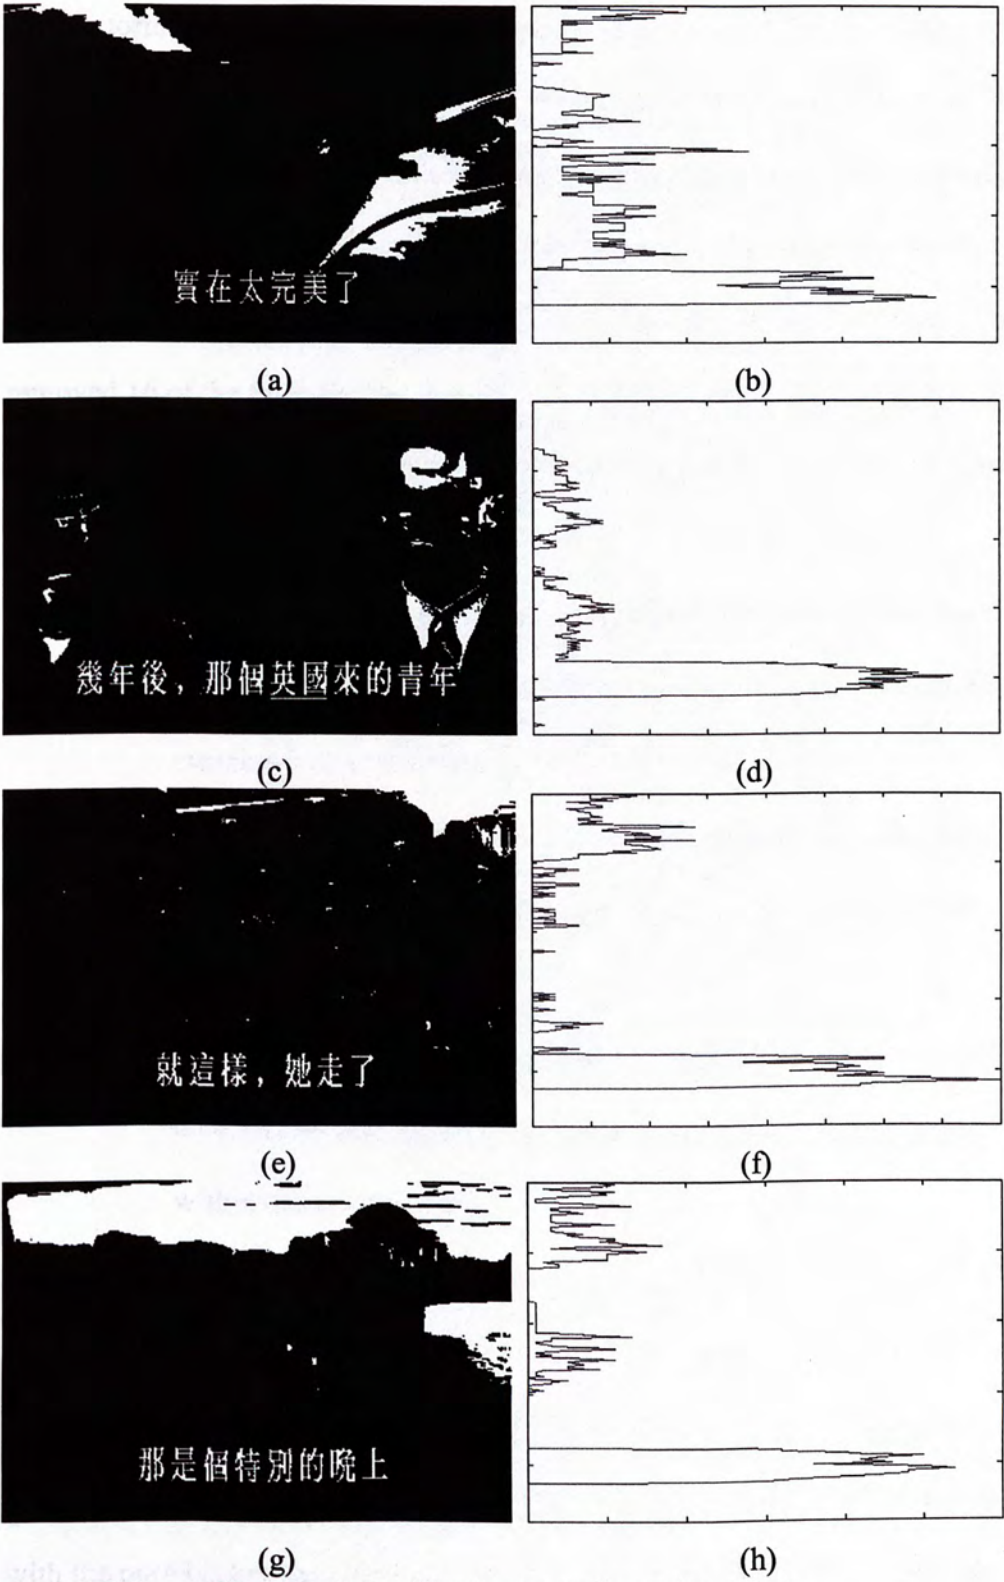 實在太完美了
(a)
(b)
幾年後，那個英國來的青年
(c)
(d)
就這樣，她走了
(e)
(f)
那是個特別的晚上
(g)
(h)